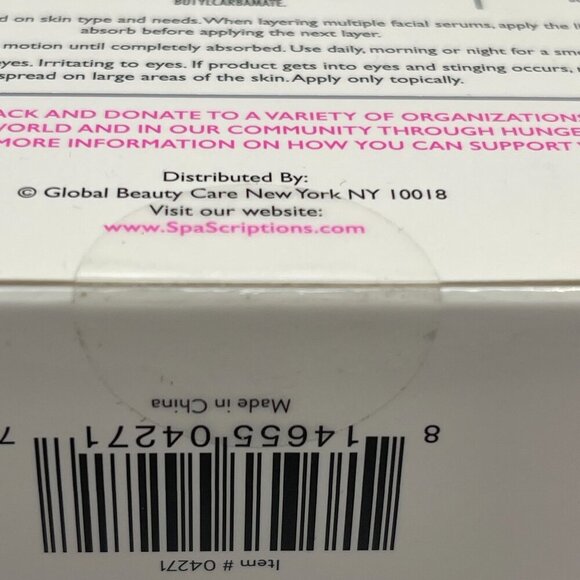 BUTYLCARBAMATE.
d on skin type and needs. When layering multiple facial serums, apply the
absorb before applying the next layer.
motion until completely absorbed. Use daily, morning or night for a
eyes. Irritating to eyes. If product gets into eyes and stinging occurs,
spread on large areas of the skin. Apply only topically.
ACK AND DONATE TO A VARIETY OF ORGANIZATIONS
WORLD AND IN OUR COMMUNITY THROUGH HUNGE
MORE INFORMATION ON HOW YOU CAN SUPPORT
Distributed By:
© Global Beauty Care New York NY 10018
Visit our website:
www.SpaScriptions.com
Made in China
8 14655 04271 7
Item # 04271